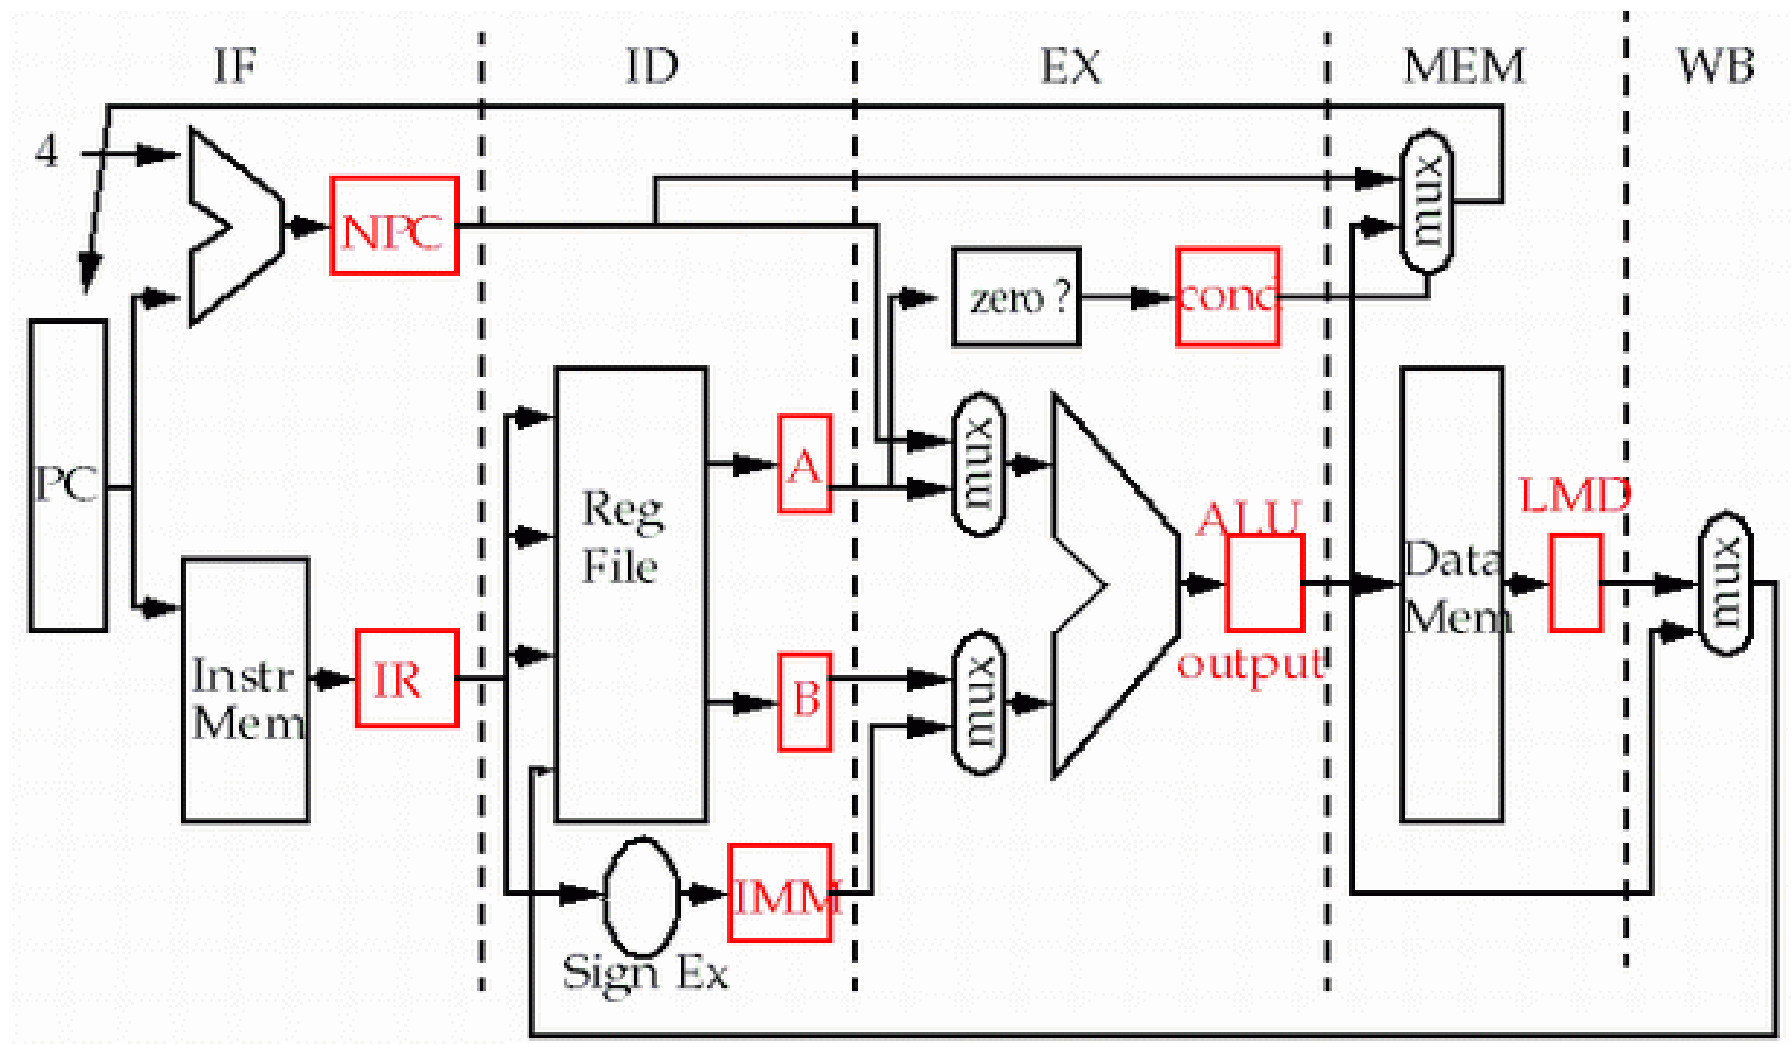 IF
ID
EX
MEM
WB
4
NPC
mux
zero ?
cond
PC
Reg
File
A
mux
ALU
output
LMD
Data
Mem
mux
Instr
Mem
IR
B
mux
IMM
Sign Ex